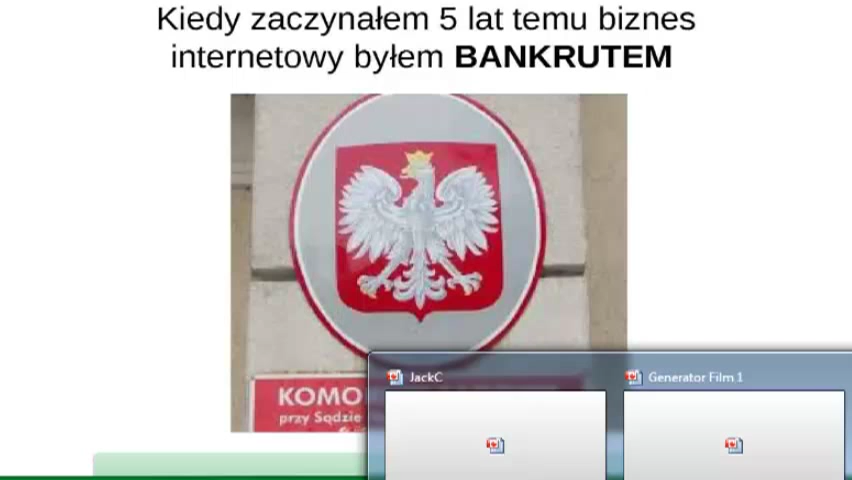 Kiedy zaczynałem 5 lat temu biznes
internetowy byłem BANKRUTEM
JackC
Generator Film 1
KOMO
przy Sądzie